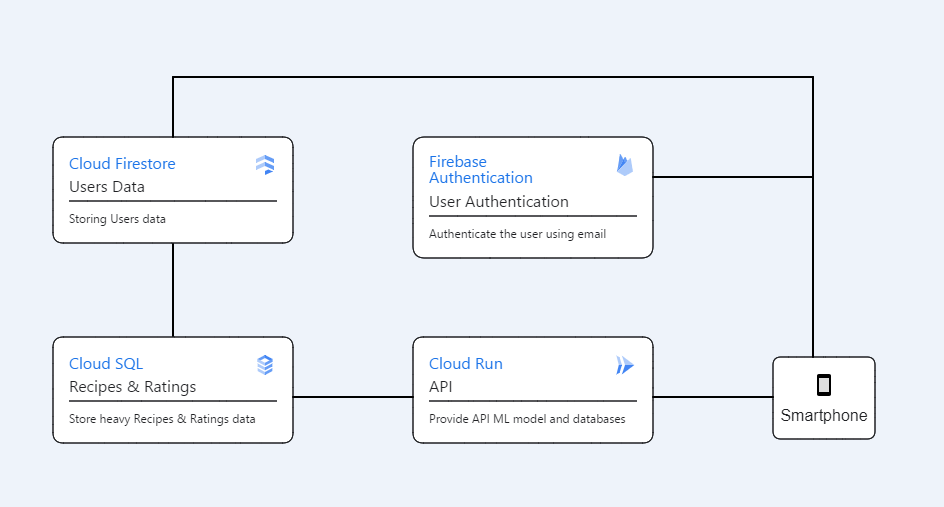 Cloud Firestore
Users Data
Storing Users data
Firebase
Authentication
User Authentication
Authenticate the user using email
Cloud SQL
Recipes & Ratings
Store heavy Recipes & Ratings data
Cloud Run
API
Provide API ML model and databases
Smartphone